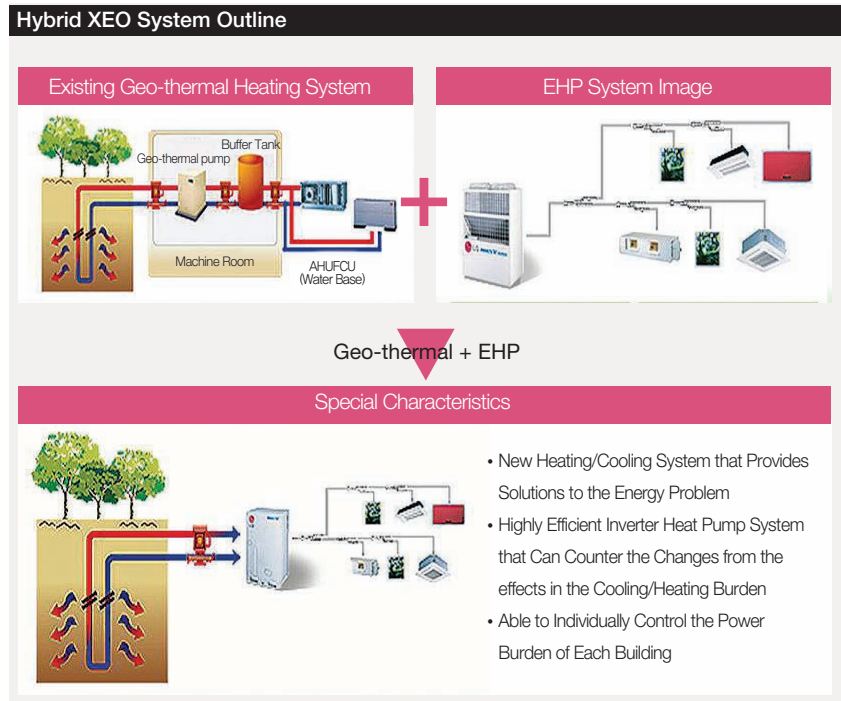 Hybrid XEO System Outline
Existing Geo-thermal Heating System
EHP System Image
Buffer Tank
Geo-thermal pump
Machine Room
AHUFCU
(Water Base)
LG
Geo-thermal + EHP
Special Characteristics
• New Heating/Cooling System that Provides
Solutions to the Energy Problem
• Highly Efficient Inverter Heat Pump System
that Can Counter the Changes from the
effects in the Cooling/Heating Burden
• Able to Individually Control the Power
Burden of Each Building